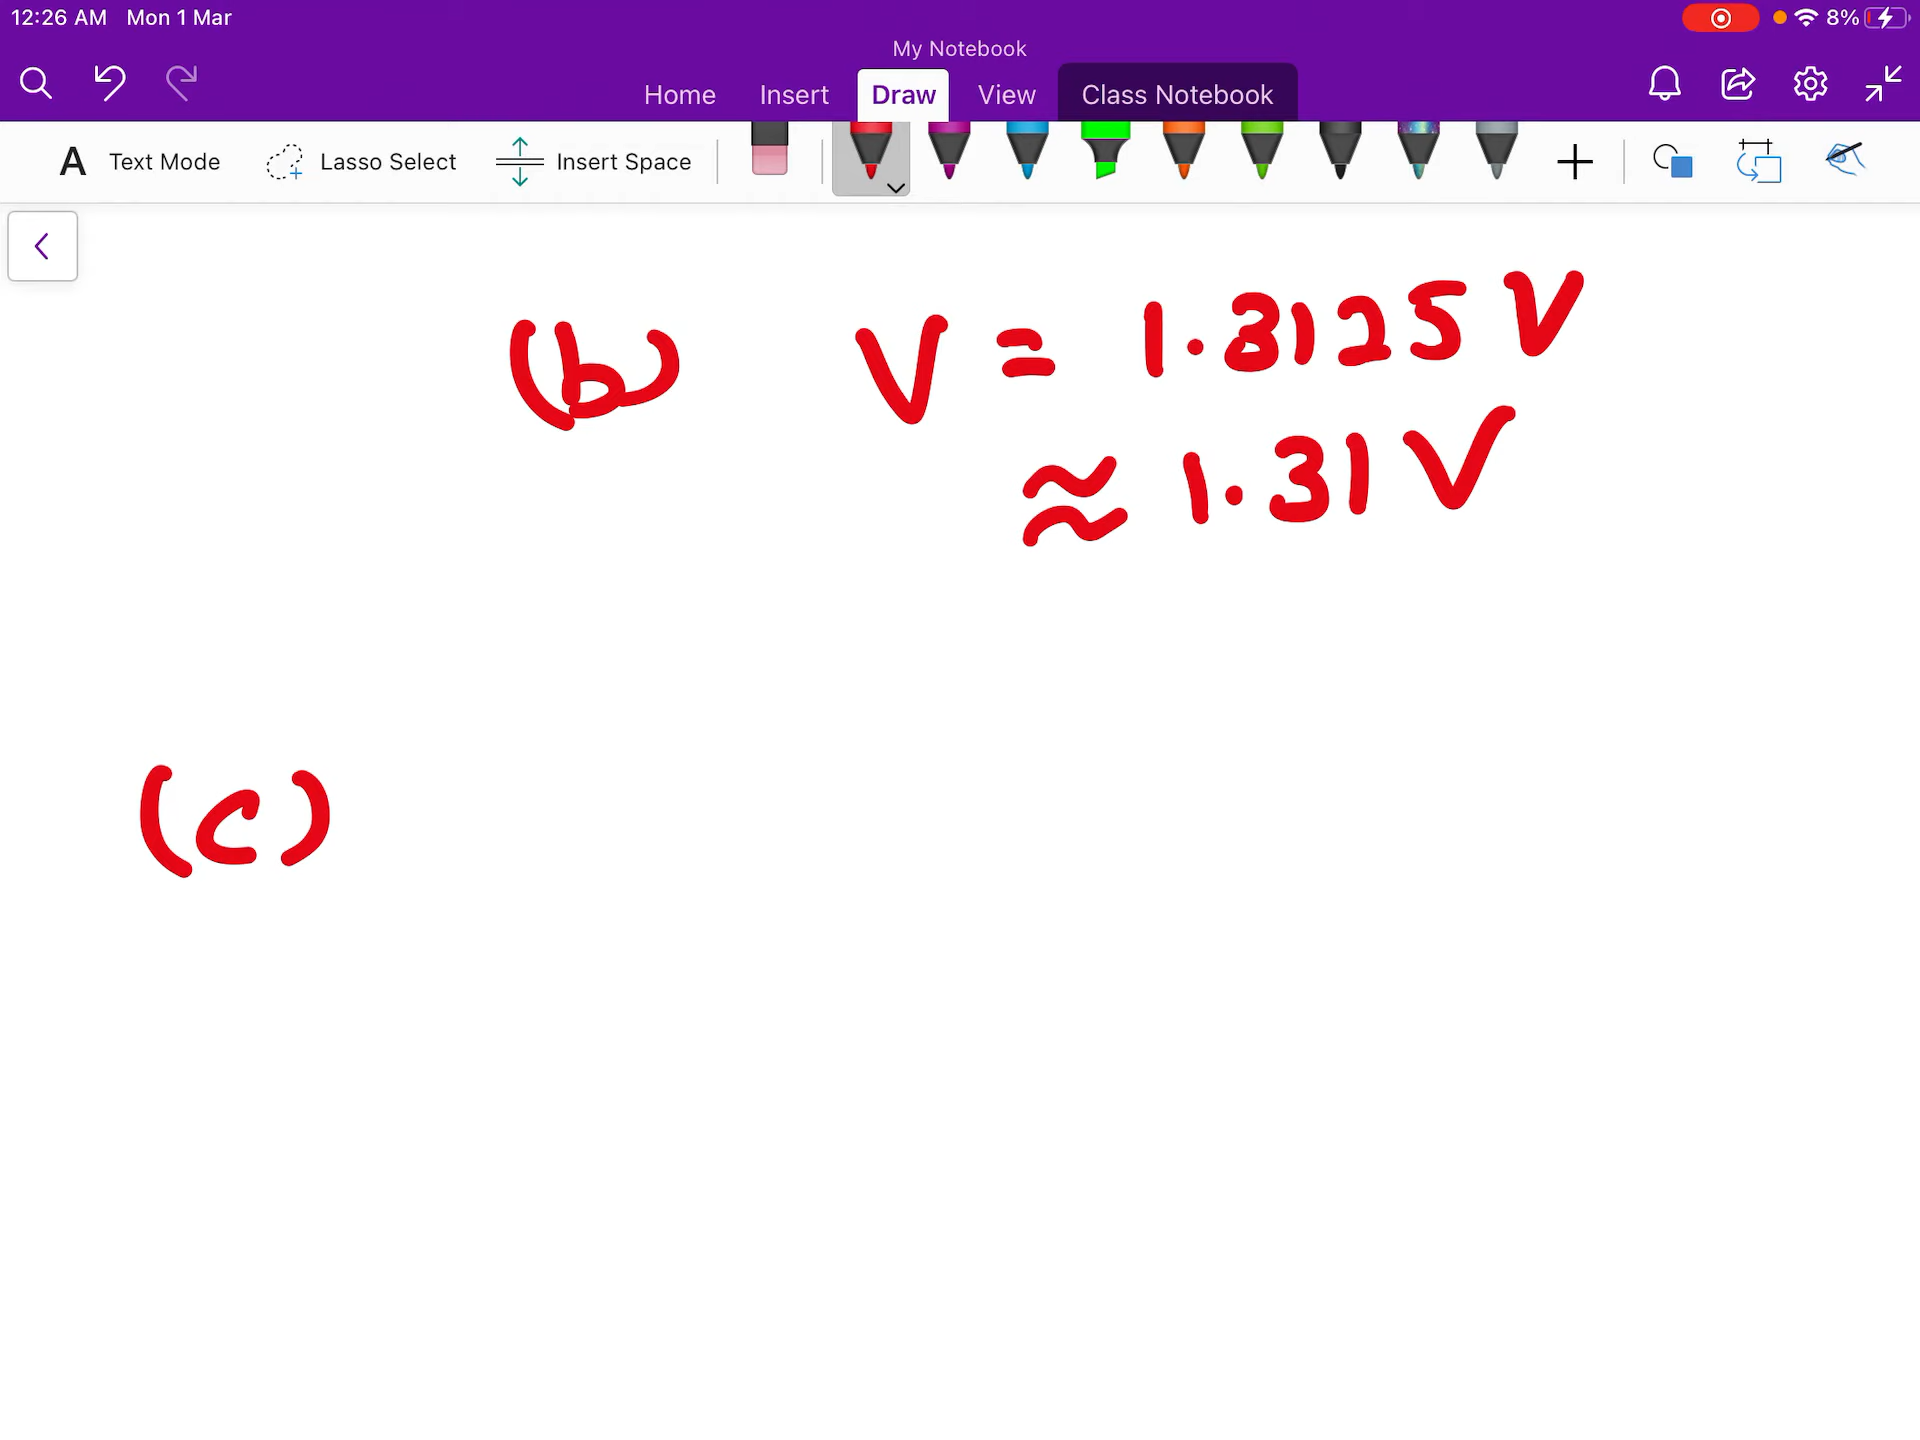 12:26 AM Mon 1 Mar 8%
My Notebook
Home Insert Draw View Class Notebook
A Text Mode Lasso Select Insert Space
(b) V = 1.3125 V
≈ 1.31 V
(c)